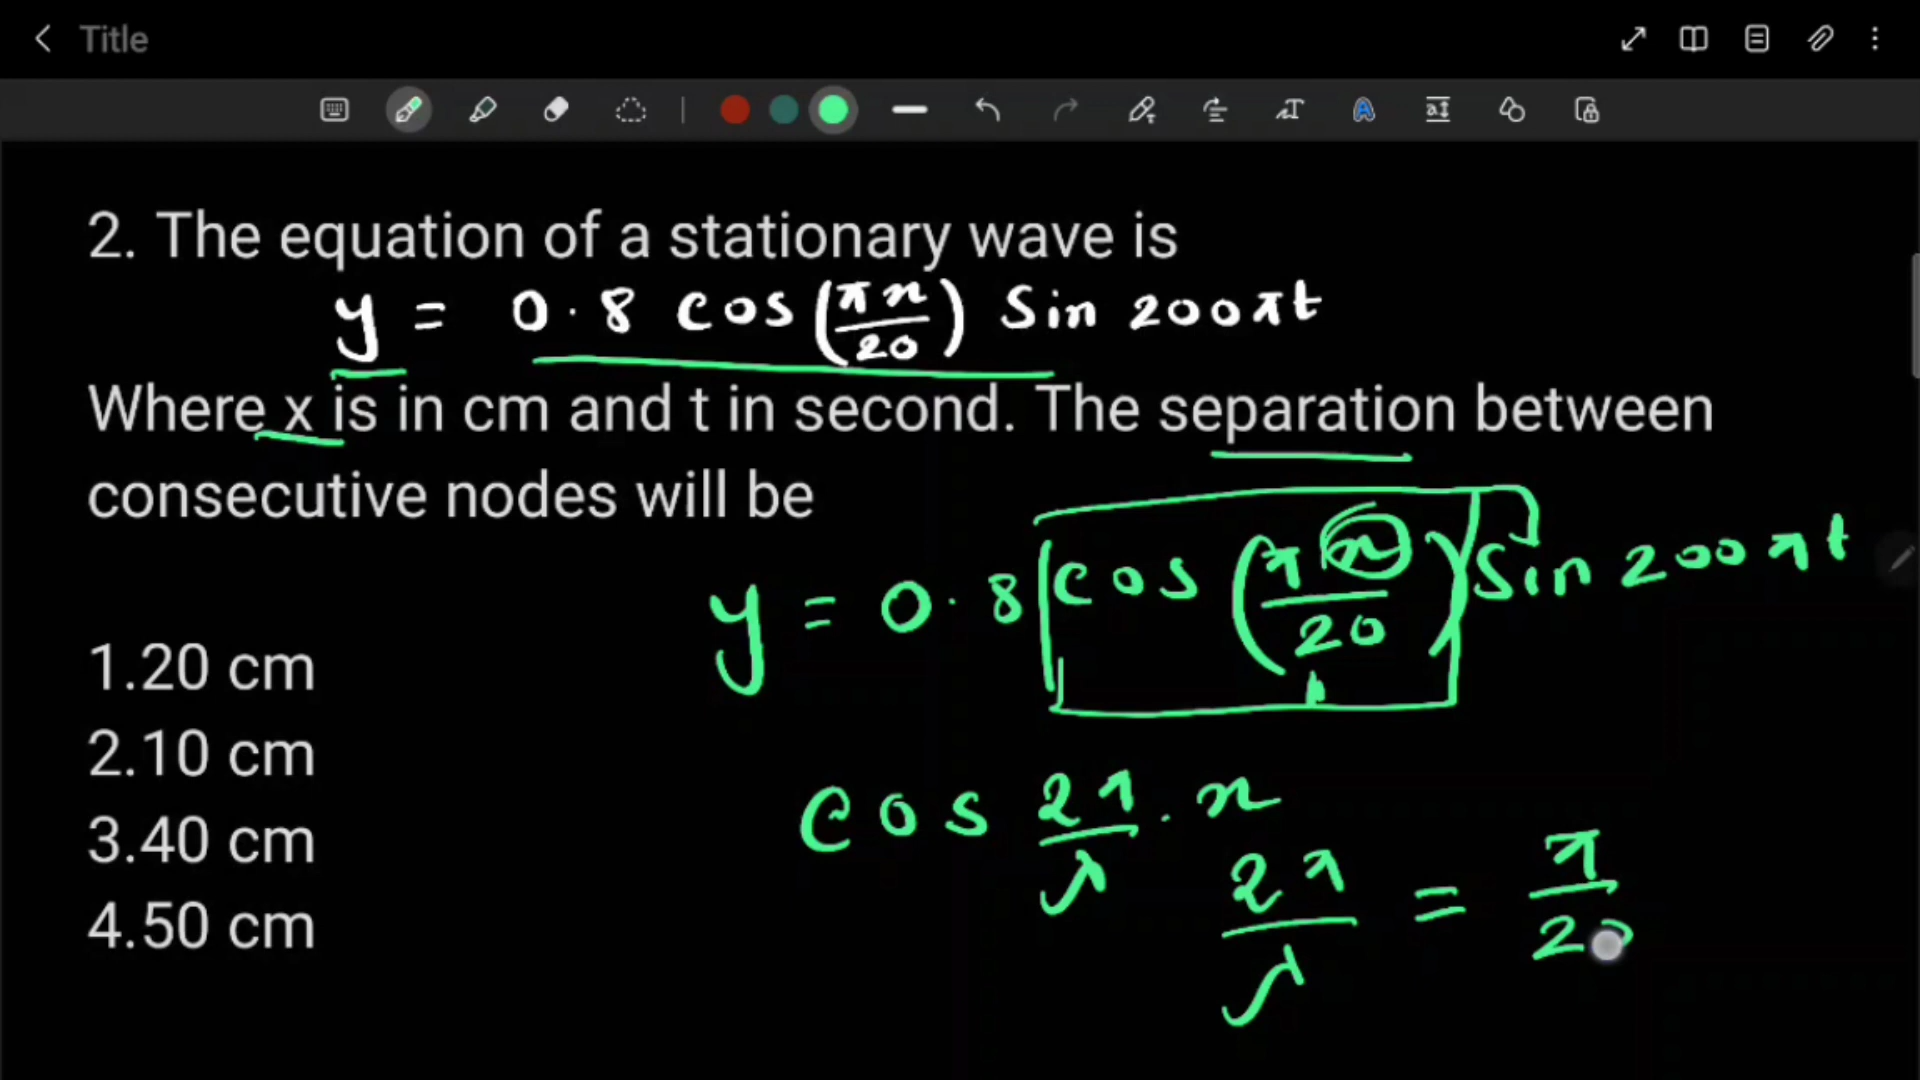 Title
2. The equation of a stationary wave is
y = 0.8 cos(πx/20) Sin 200πt
Where x is in cm and t in second. The separation between
consecutive nodes will be
y = 0.8 cos(πx/20) Sin 200πt
1.20 cm
2.10 cm
3.40 cm
4.50 cm
cos 2π/λ . x
2π/λ = π/20